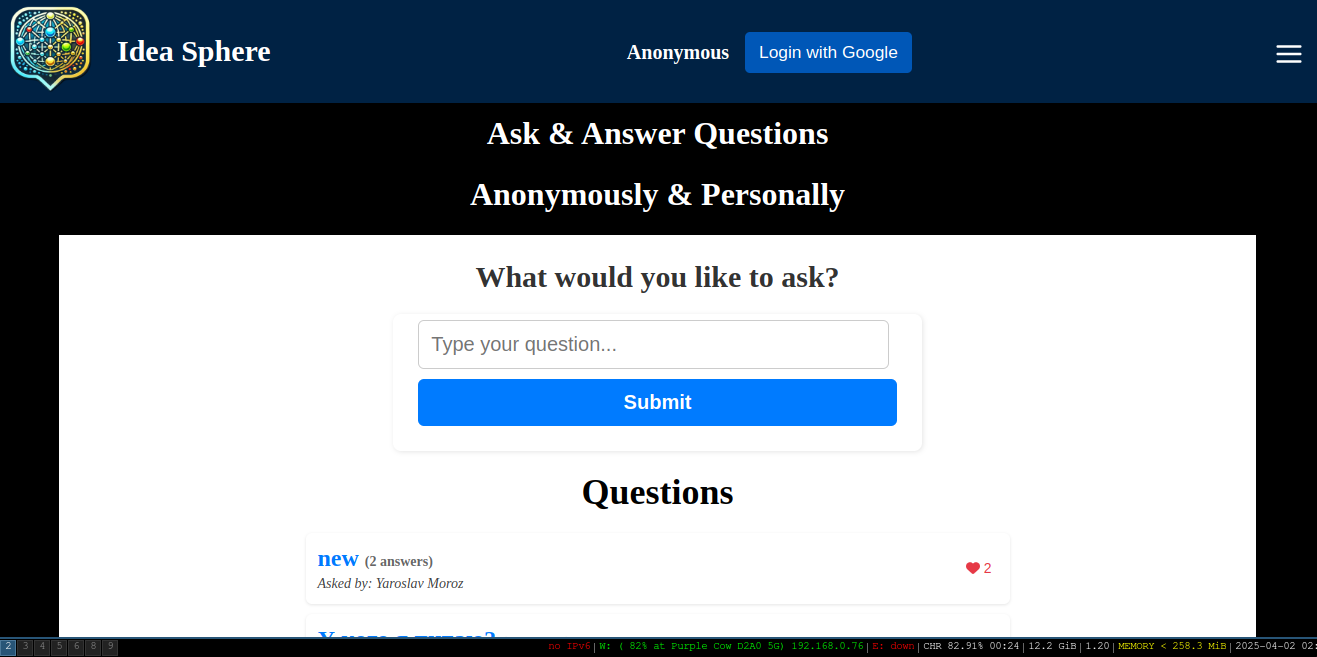 Idea Sphere
Anonymous Login with Google
Ask & Answer Questions
Anonymously & Personally
What would you like to ask?
Type your question...
Submit
Questions
new (2 answers)
2
Asked by: Yaroslav Moroz
2 3 4 5 6 8 9
no IPv6|W: ( 82% at Purple Cow D2A0 5G) 192.168.0.76|E: down|CHR 82.91% 00:24|12.2 GiB|1.20|MEMORY < 258.3 MiB|2025-04-02 02: